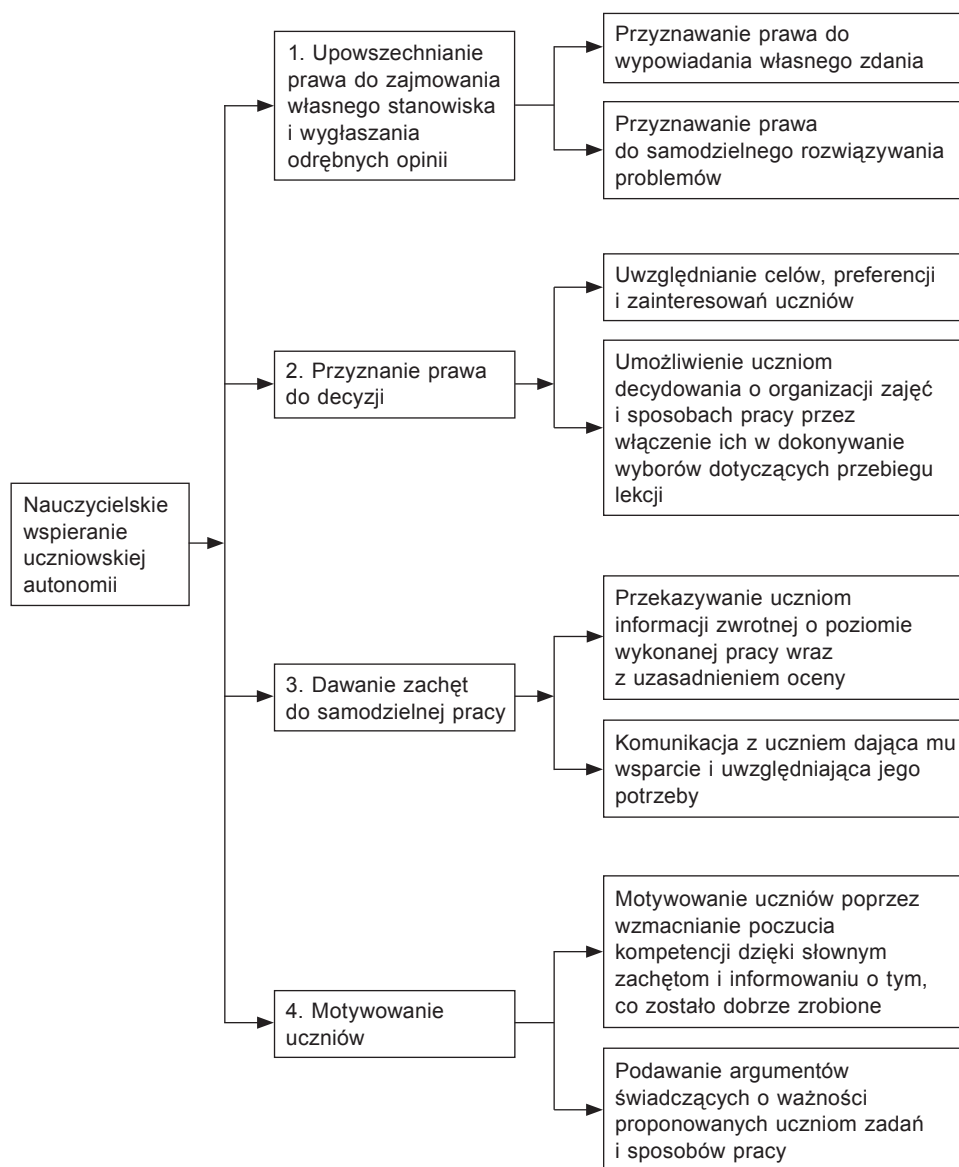 Nauczycielskie
wspieranie
uczniowskiej
autonomii
1. Upowszechnianie
prawa do zajmowania
własnego stanowiska
i wygłaszania
odrębnych opinii
Przyznawanie prawa do
wypowiadania własnego zdania
Przyznawanie prawa
do samodzielnego rozwiązywania
problemów
2. Przyznanie prawa
do decyzji
Uwzględnianie celów, preferencji
i zainteresowań uczniów
Umożliwienie uczniom
decydowania o organizacji zajęć
i sposobach pracy przez
włączenie ich w dokonywanie
wyborów dotyczących przebiegu
lekcji
3. Dawanie zachęt
do samodzielnej pracy
Przekazywanie uczniom
informacji zwrotnej o poziomie
wykonanej pracy wraz
z uzasadnieniem oceny
Komunikacja z uczniem dająca mu
wsparcie i uwzględniająca jego
potrzeby
4. Motywowanie
uczniów
Motywowanie uczniów poprzez
wzmacnianie poczucia
kompetencji dzięki słownym
zachętom i informowaniu o tym,
co zostało dobrze zrobione
Podawanie argumentów
świadczących o ważności
proponowanych uczniom zadań
i sposobów pracy